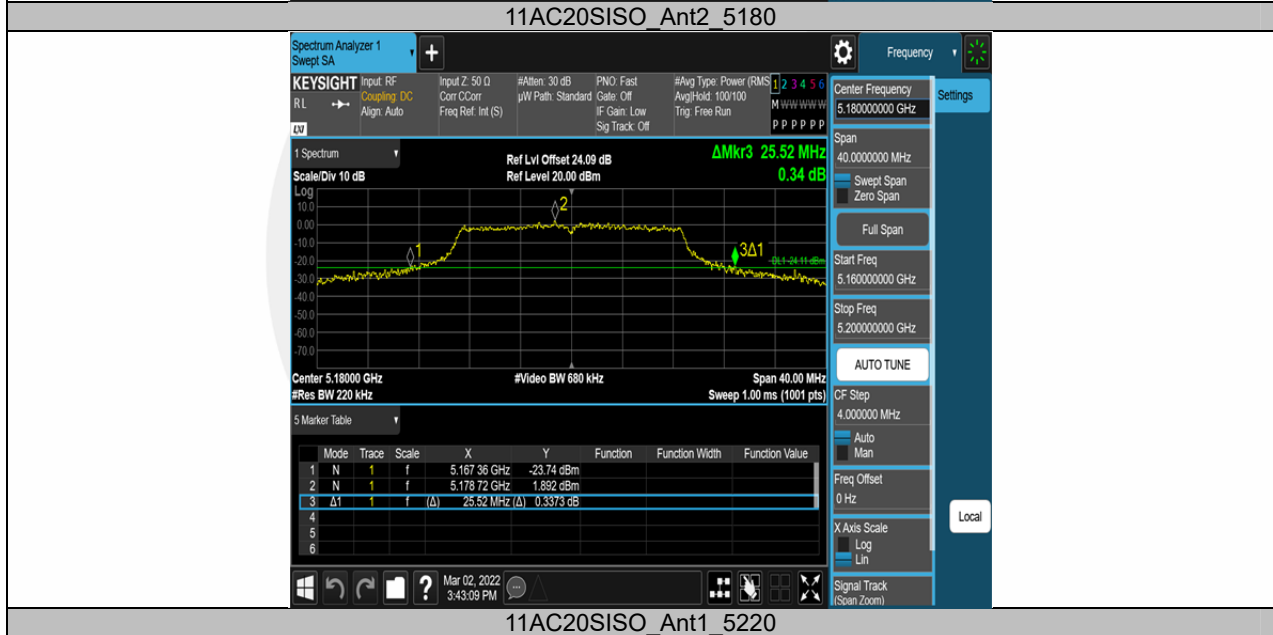 11AC20SISO_Ant2_5180
Spectrum Analyzer 1
Swept SA
+
Frequency
KEYSIGHT
RL
LXI
Input: RF
Coupling: DC
Align: Auto
Input Z: 50 Ω
Corr CCorr
Freq Ref: Int (S)
#Atten: 30 dB
µW Path: Standard
PNO: Fast
Gate: Off
IF Gain: Low
Sig Track: Off
#Avg Type: Power (RMS
Avg|Hold: 100/100
Trig: Free Run
1 2 3 4 5 6
M W W W W W
P P P P P P
Center Frequency
5.180000000 GHz
Settings
Span
40.0000000 MHz
Swept Span
Zero Span
Full Span
Start Freq
5.160000000 GHz
Stop Freq
5.200000000 GHz
AUTO TUNE
CF Step
4.000000 MHz
Auto
Man
Freq Offset
0 Hz
X Axis Scale
Log
Lin
Signal Track
(Span Zoom)
Local
1 Spectrum
Scale/Div 10 dB
Ref Lvl Offset 24.09 dB
Ref Level 20.00 dBm
ΔMkr3 25.52 MHz
0.34 dB
Log
10.0
0.00
-10.0
-20.0
-30.0
-40.0
-50.0
-60.0
-70.0
1
2
3Δ1
DL1 -24.11 dBm
Center 5.18000 GHz
#Video BW 680 kHz
Span 40.00 MHz
#Res BW 220 kHz
Sweep 1.00 ms (1001 pts)
5 Marker Table
Mode Trace Scale X Y Function Function Width Function Value
1 N 1 f 5.167 36 GHz -23.74 dBm
2 N 1 f 5.178 72 GHz 1.892 dBm
3 Δ1 1 f (Δ) 25.52 MHz (Δ) 0.3373 dB
4
5
6
?
Mar 02, 2022
3:43:09 PM
11AC20SISO_Ant1_5220